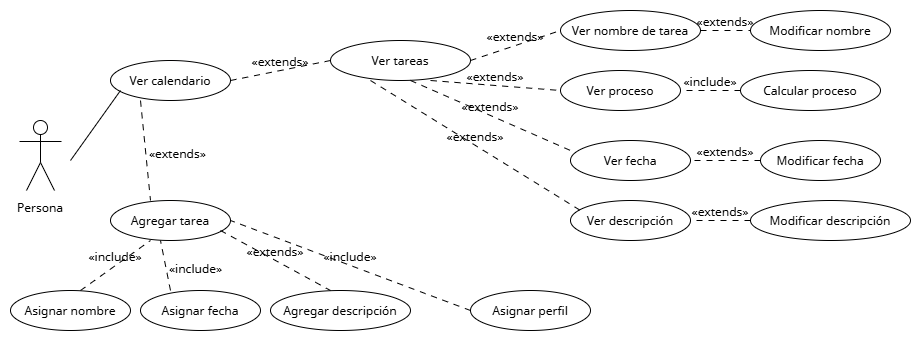 «extends»
Ver nombre de tarea
Modificar nombre
«extends»
Ver tareas
«extends»
Ver calendario
«extends»
Ver proceso
«include»
Calcular proceso
«extends»
«extends»
«extends»
Ver fecha
«extends»
Modificar fecha
Persona
Agregar tarea
Ver descripción
«extends»
Modificar descripción
«include»
«include»
«extends»
«include»
Asignar nombre
Asignar fecha
Agregar descripción
Asignar perfil